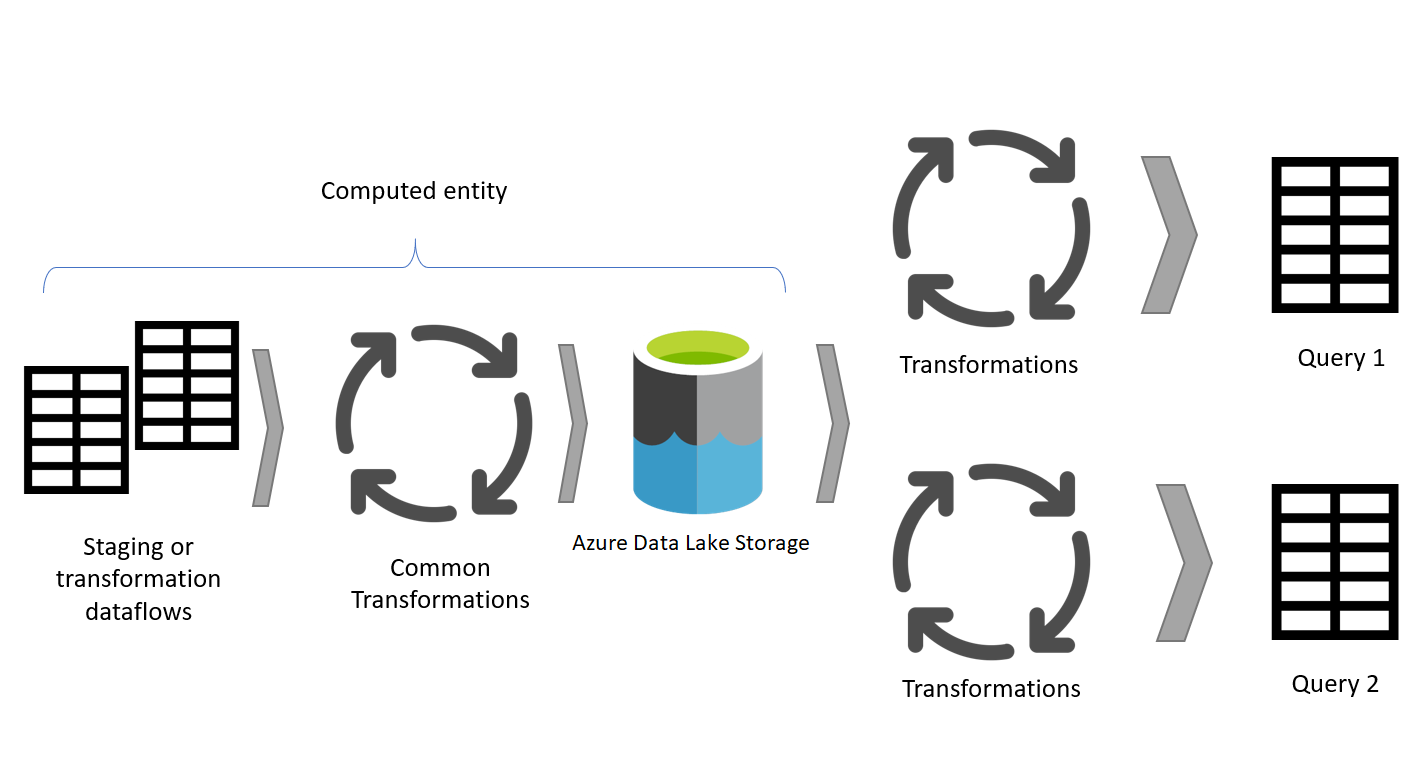 Computed entity
Staging or
transformation
dataflows
Common
Transformations
Azure Data Lake Storage
Transformations
Query 1
Transformations
Query 2